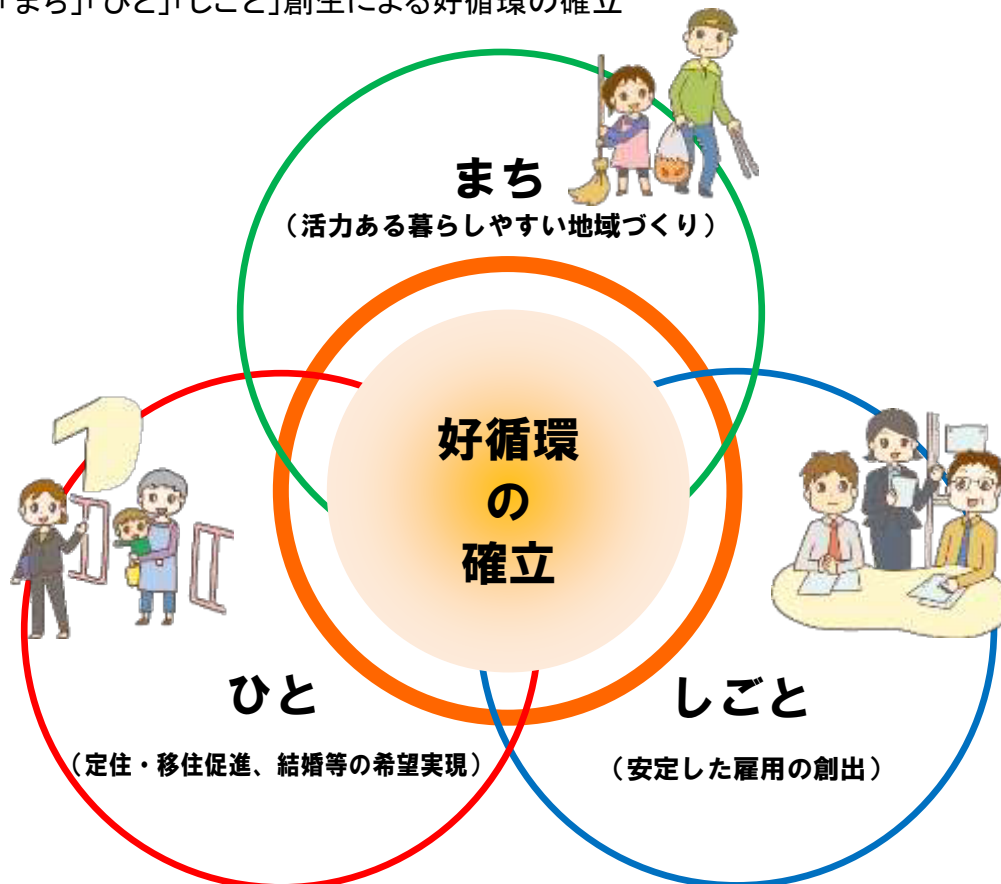 「まち」「ひと」「しごと」創生による好循環の確立
まち
（活力ある暮らしやすい地域づくり）
好循環
の
確立
ひと
（定住・移住促進、結婚等の希望実現）
しごと
（安定した雇用の創出）